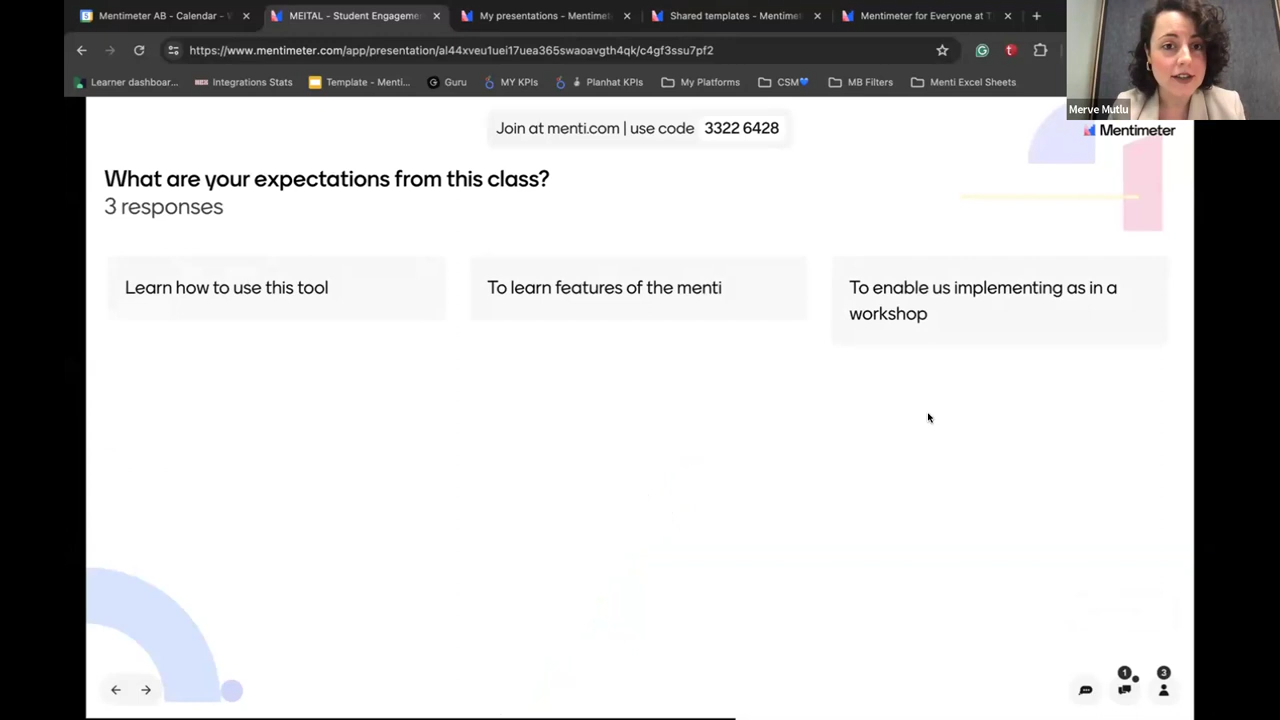 Mentimeter AB - Calendar - W
MEITAL - Student Engageme
My presentations - Mentimet
Shared templates - Mentime
Mentimeter for Everyone at T
https://www.mentimeter.com/app/presentation/al44xveu1uei17uea365swaoavgth4qk/c4gf3ssu7pf2
Learner dashboar...
Integrations Stats
Template - Menti...
Guru
MY KPIs
Planhat KPIs
My Platforms
CSM💙
MB Filters
Menti Excel Sheets
Merve Mutlu
Join at menti.com | use code 3322 6428
Mentimeter
What are your expectations from this class?
3 responses
Learn how to use this tool
To learn features of the menti
To enable us implementing as in a
workshop
1
3